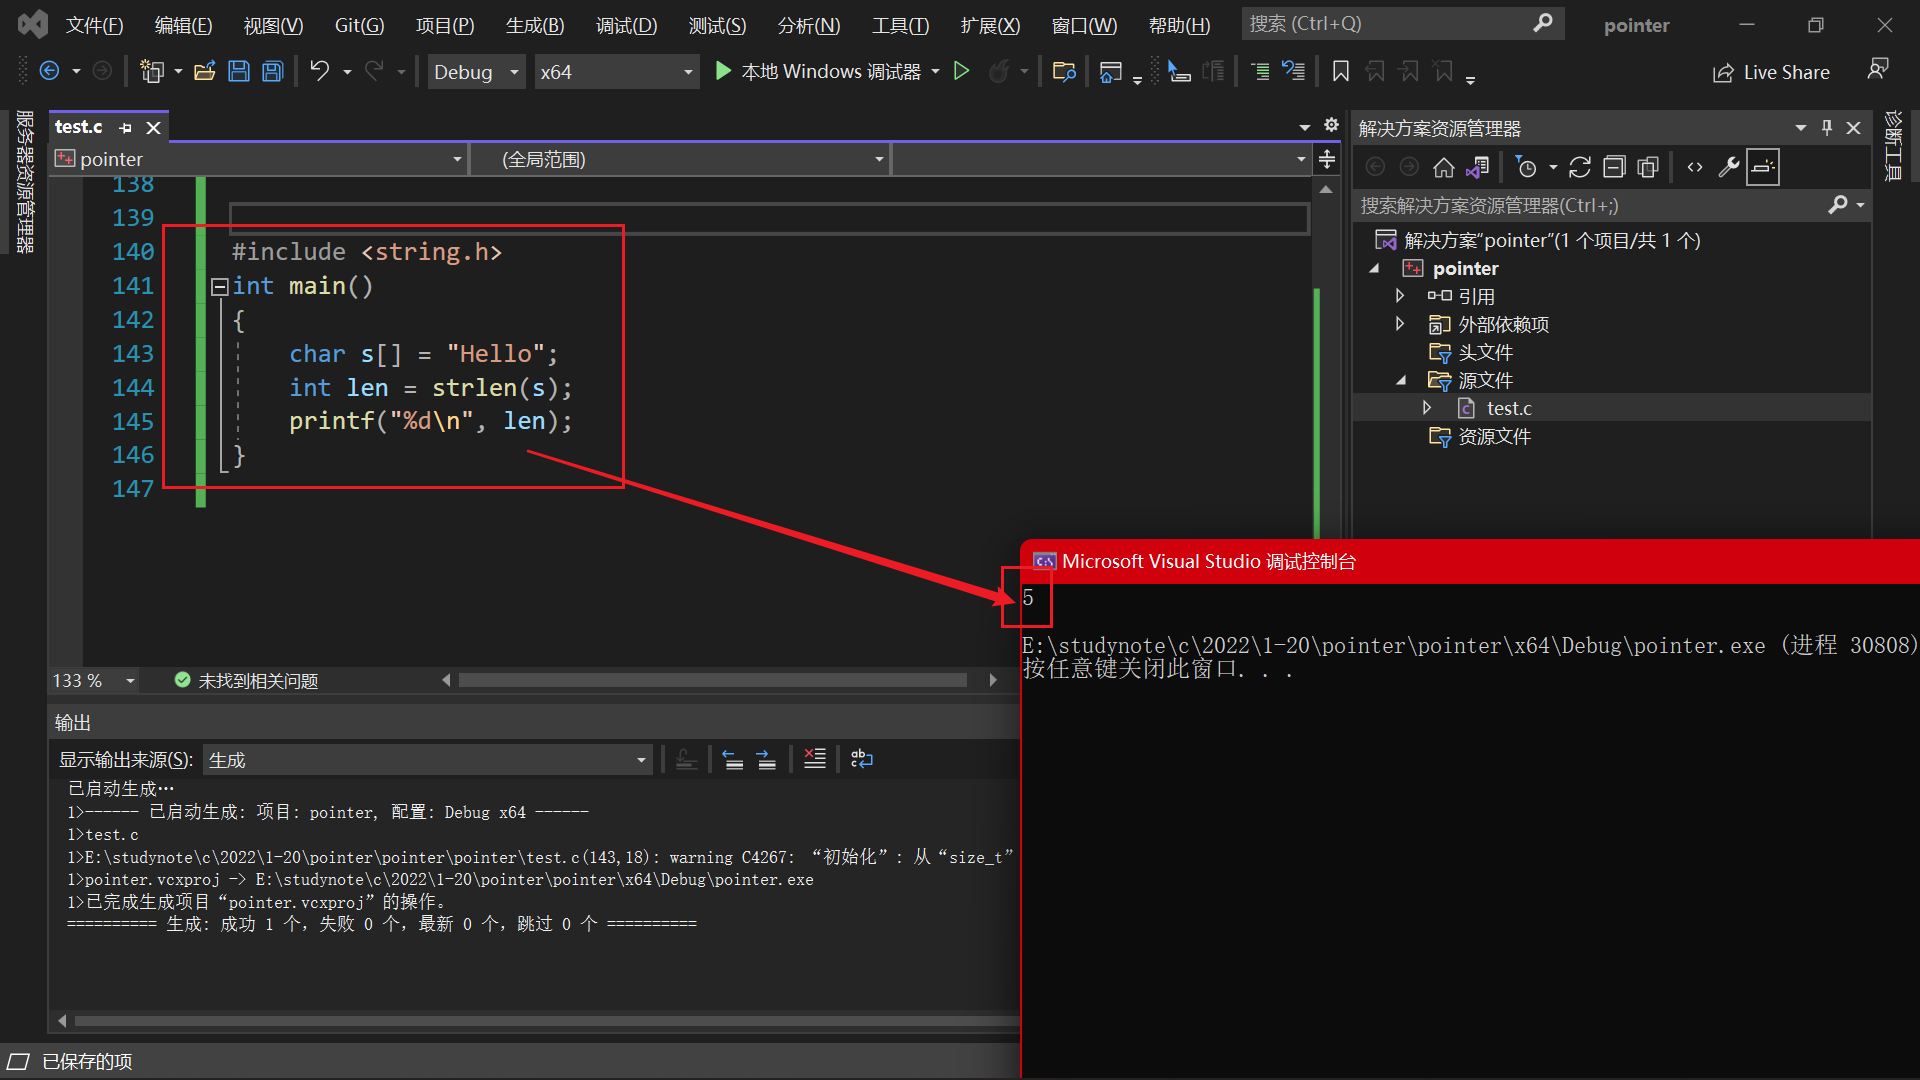 文件(F) 编辑(E) 视图(V) Git(G) 项目(P) 生成(B) 调试(D) 测试(S) 分析(N) 工具(T) 扩展(X) 窗口(W) 帮助(H) 搜索 (Ctrl+Q) pointer
Debug x64 本地 Windows 调试器 Live Share
服务器资源管理器
test.c
pointer (全局范围)
138
139
140 #include <string.h>
141 int main()
142 {
143 char s[] = "Hello";
144 int len = strlen(s);
145 printf("%d\n", len);
146 }
147
133 % 未找到相关问题
解决方案资源管理器
搜索解决方案资源管理器(Ctrl+;)
解决方案“pointer”(1 个项目/共 1 个)
pointer
引用
外部依赖项
头文件
源文件
test.c
资源文件
诊断工具
Microsoft Visual Studio 调试控制台
5
E:\studynote\c\2022\1-20\pointer\pointer\x64\Debug\pointer.exe (进程 30808)
按任意键关闭此窗口. . .
输出
显示输出来源(S): 生成
已启动生成…
1>------ 已启动生成: 项目: pointer, 配置: Debug x64 ------
1>test.c
1>E:\studynote\c\2022\1-20\pointer\pointer\pointer\test.c(143,18): warning C4267: “初始化”: 从“size_t”
1>pointer.vcxproj -> E:\studynote\c\2022\1-20\pointer\pointer\x64\Debug\pointer.exe
1>已完成生成项目“pointer.vcxproj”的操作。
========== 生成: 成功 1 个，失败 0 个，最新 0 个，跳过 0 个 ==========
已保存的项